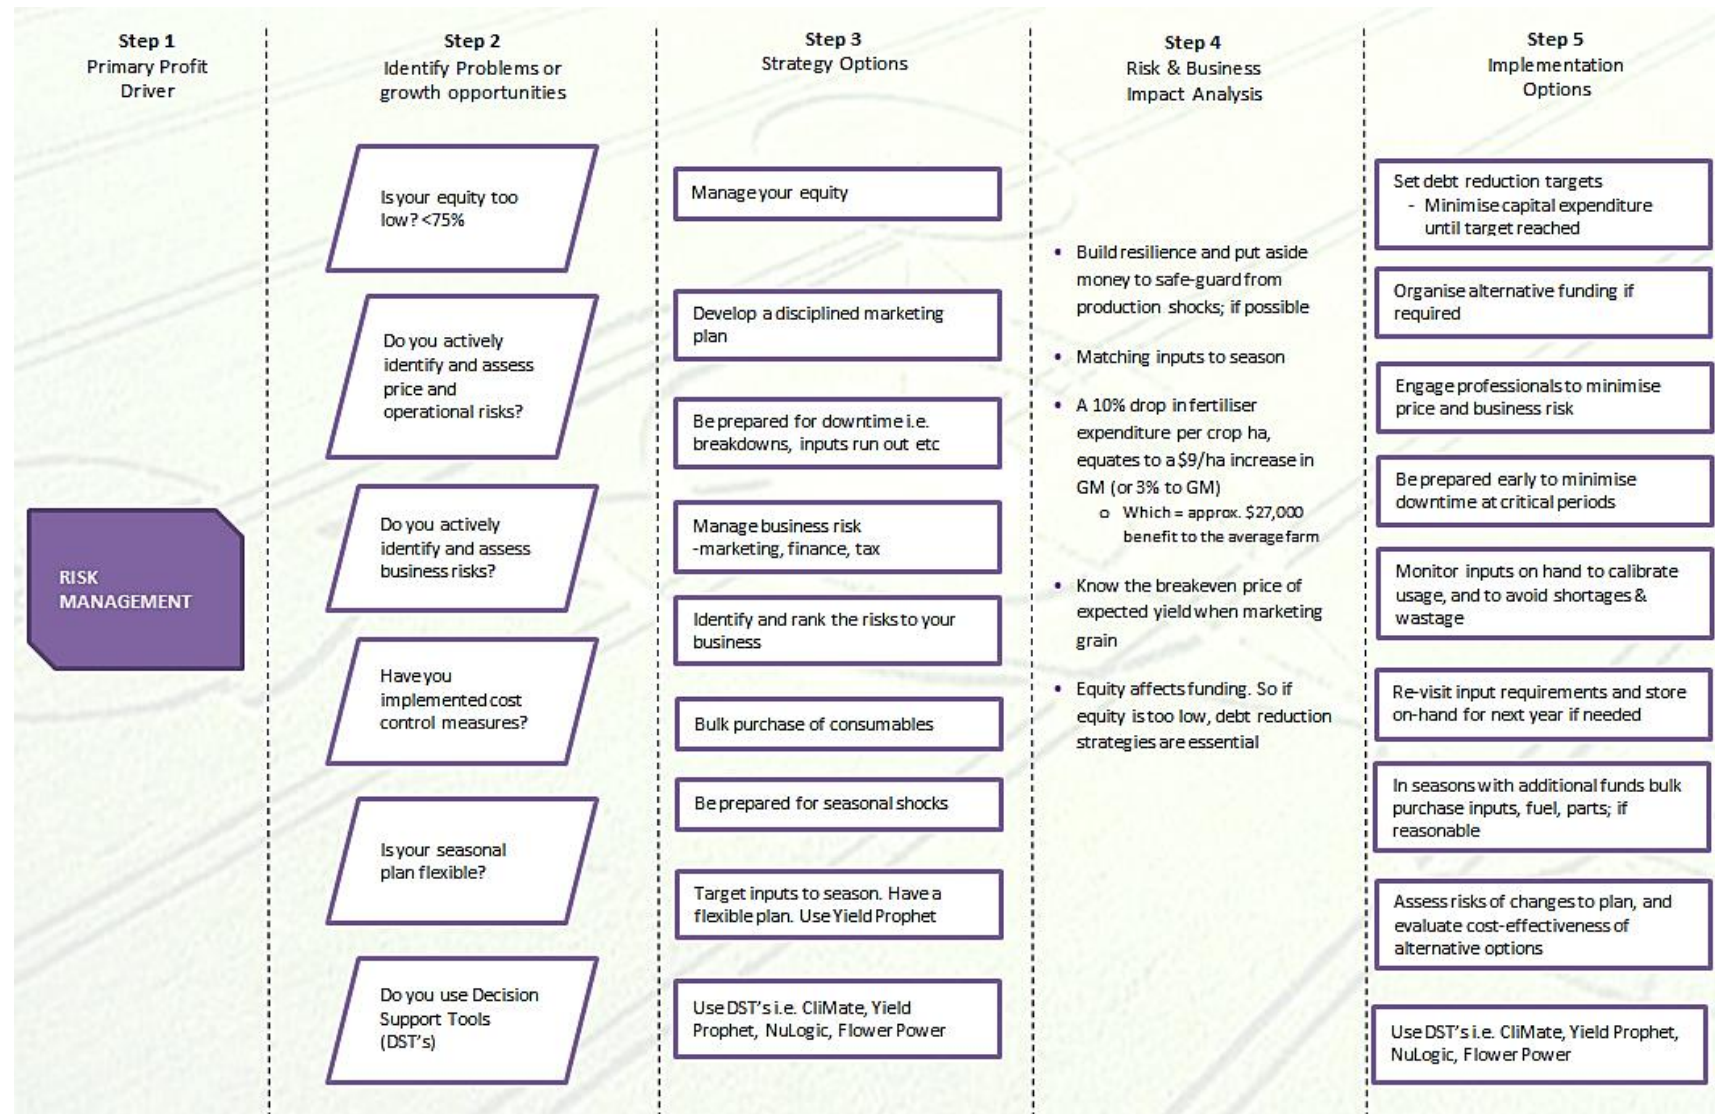 Step 1
Primary Profit
Driver
Step 2
Identify Problems or
growth opportunities
Step 3
Strategy Options
Step 4
Risk & Business
Impact Analysis
Step 5
Implementation
Options
RISK
MANAGEMENT
Is your equity too
low? <75%
Do you actively
identify and assess
price and
operational risks?
Do you actively
identify and assess
business risks?
Have you
implemented cost
control measures?
Is your seasonal
plan flexible?
Do you use Decision
Support Tools
(DST's)
Manage your equity
Develop a disciplined marketing
plan
Be prepared for downtime i.e.
breakdowns, inputs run out etc
Manage business risk
-marketing, finance, tax
Identify and rank the risks to your
business
Bulk purchase of consumables
Be prepared for seasonal shocks
Target inputs to season. Have a
flexible plan. Use Yield Prophet
Use DST's i.e. CliMate, Yield
Prophet, NuLogic, Flower Power
• Build resilience and put aside
money to safe-guard from
production shocks; if possible
• Matching inputs to season
• A 10% drop in fertiliser
expenditure per crop ha,
equates to a $9/ha increase in
GM (or 3% to GM)
o Which = approx. $27,000
benefit to the average farm
• Know the breakeven price of
expected yield when marketing
grain
• Equity affects funding. So if
equity is too low, debt reduction
strategies are essential
Set debt reduction targets
- Minimise capital expenditure
until target reached
Organise alternative funding if
required
Engage professionals to minimise
price and business risk
Be prepared early to minimise
downtime at critical periods
Monitor inputs on hand to calibrate
usage, and to avoid shortages &
wastage
Re-visit input requirements and store
on-hand for next year if needed
In seasons with additional funds bulk
purchase inputs, fuel, parts; if
reasonable
Assess risks of changes to plan, and
evaluate cost-effectiveness of
alternative options
Use DST's i.e. CliMate, Yield Prophet,
NuLogic, Flower Power